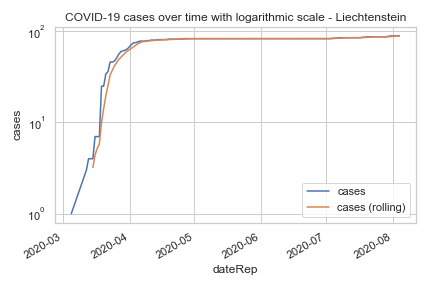 COVID-19 cases over time with logarithmic scale - Liechtenstein
10²
10¹
10⁰
cases
cases
cases (rolling)
2020-03
2020-04
2020-05
2020-06
2020-07
2020-08
dateRep